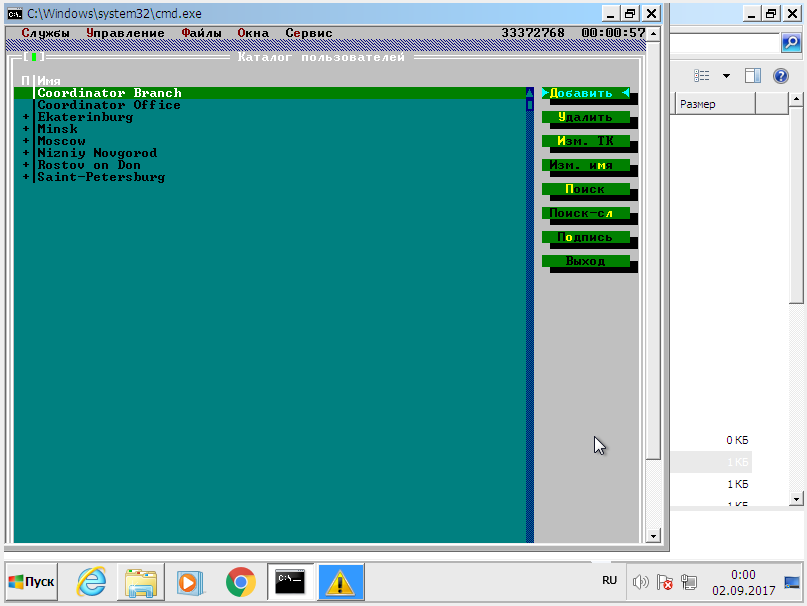 C:\Windows\system32\cmd.exe
Службы Управление Файлы Окна Сервис 33372768 00:00:57
Каталог пользователей
П Имя
Coordinator Branch
Coordinator Office
+ Ekaterinburg
+ Minsk
+ Moscow
+ Nizniy Novgorod
+ Rostov on Don
+ Saint-Petersburg
Добавить
Удалить
Изм. ТК
Изм. имя
Поиск
Поиск-сл
Подпись
Выход
Размер
0 КБ
1 КБ
1 КБ
1 КБ
Пуск
C:\_
RU
0:00
02.09.2017